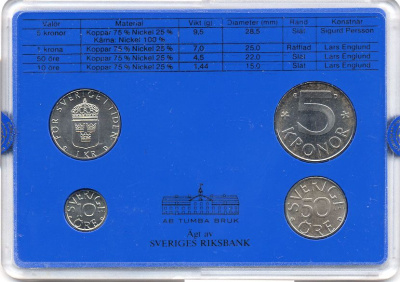 Valör Material Vikt (g) Diameter (mm) Rand Konstnär
5 kronor Koppar 75 % Nickel 25 % 9,5 28,5 Slät Sigurd Persson
Kärna, Nickel 100 %
1 krona Koppar 75 % Nickel 25 % 7,0 25,0 Räfflad Lars Englund
50 öre Koppar 75 % Nickel 25 % 4,5 22,0 Slät Lars Englund
10 öre Koppar 75 % Nickel 25 % 1,44 15,0 Slät Lars Englund
FÖR SVERIGE I TIDEN
1 KR
5
KRONOR
SVERIGE
10
ÖRE
SVERIGE
50
ÖRE
AB TUMBA BRUK
Ägt av
SVERIGES RIKSBANK